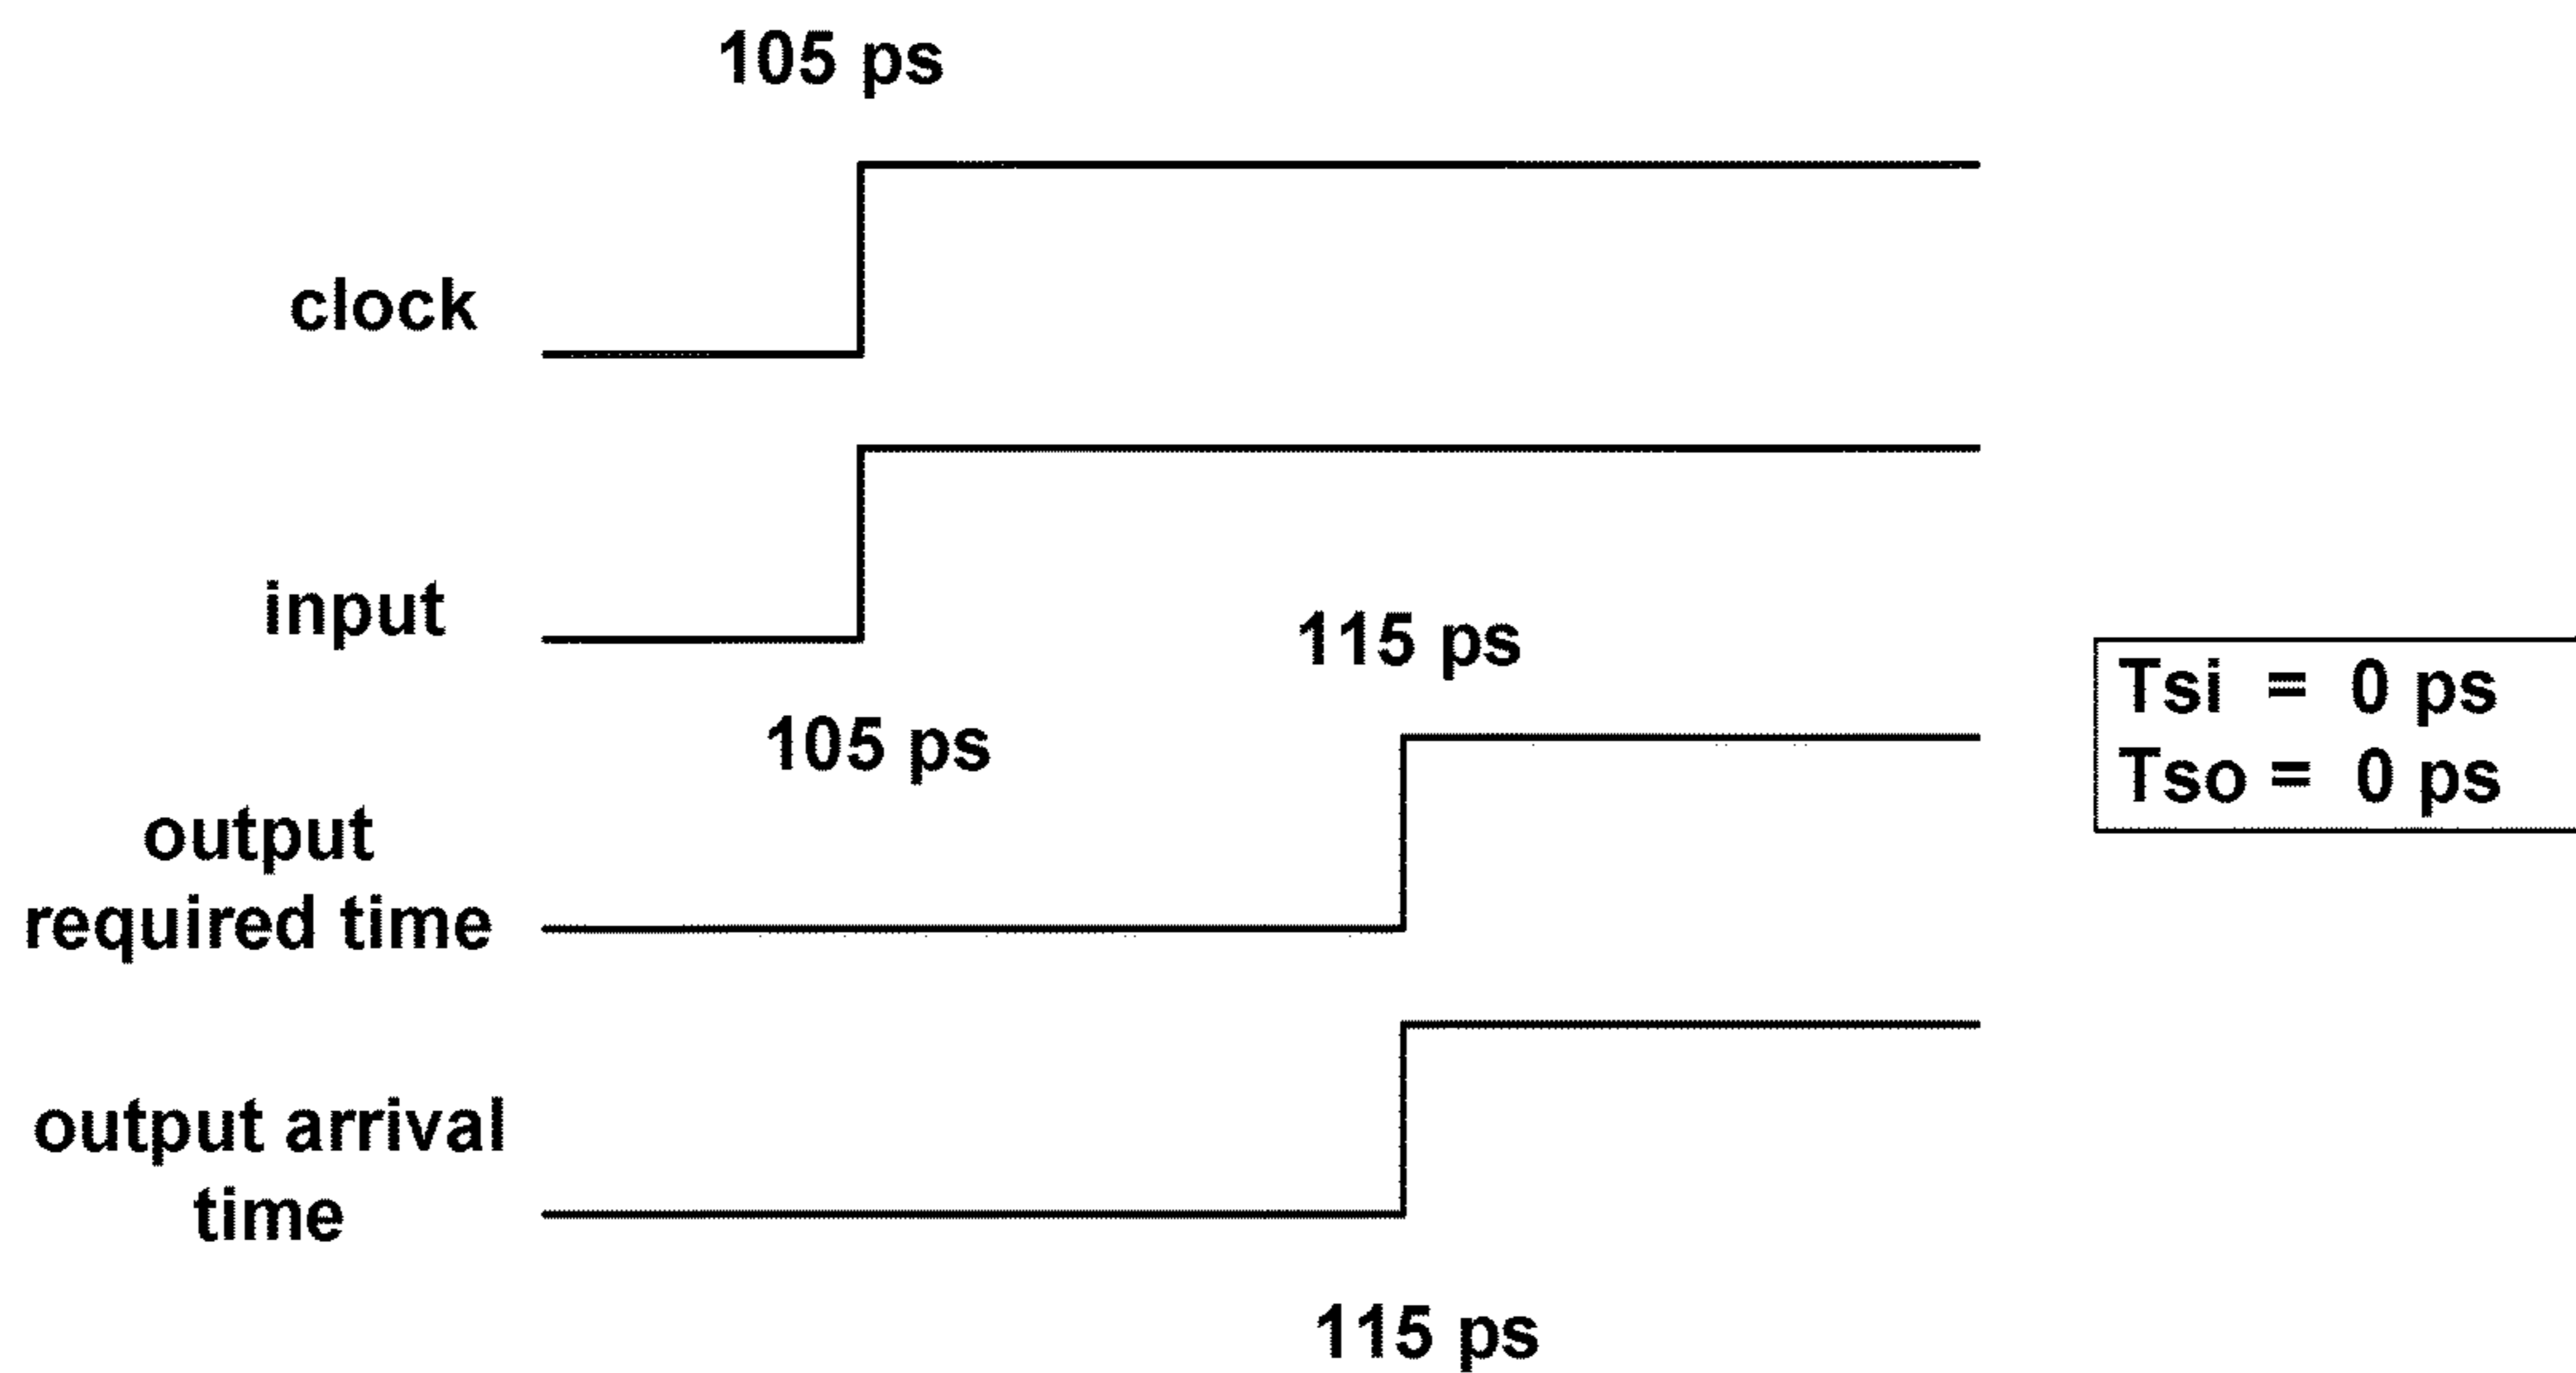 105 ps
clock
input
115 ps
Tsi = 0 ps
Tso = 0 ps
105 ps
output
required time
output arrival
time
115 ps